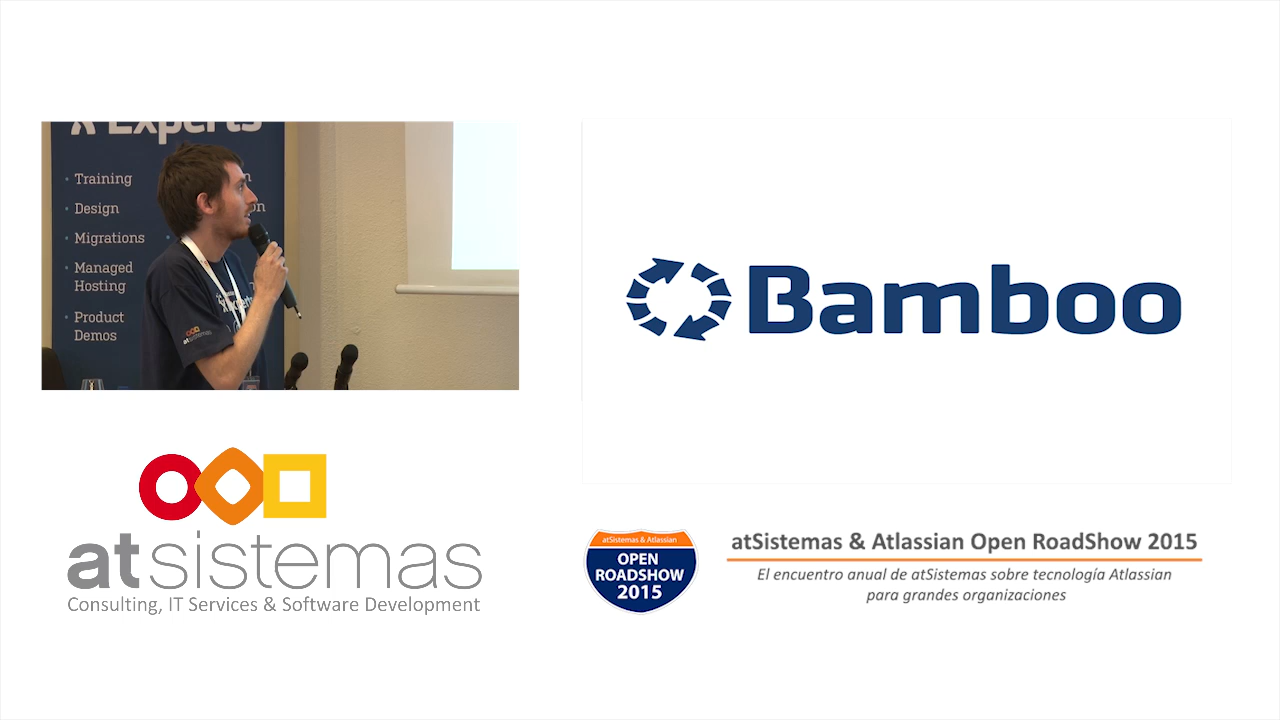 Experts
Training
Design
Migrations
Managed
Hosting
Product
Demos
atsistemas
Bamboo
atsistemas
Consulting, IT Services & Software Development
atSistemas & Atlassian
OPEN
ROADSHOW
2015
atSistemas & Atlassian Open RoadShow 2015
El encuentro anual de atSistemas sobre tecnología Atlassian
para grandes organizaciones